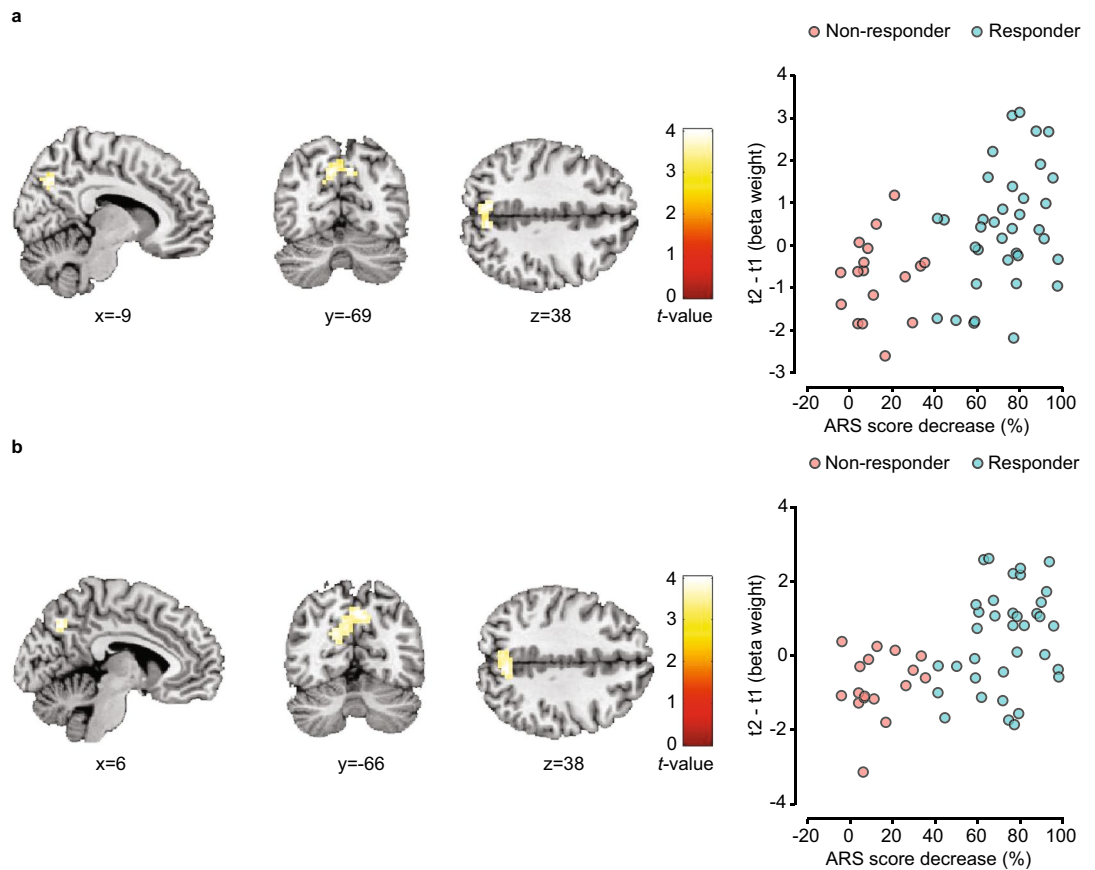 a
Non-responder Responder
4
3
2
1
0
-1
-2
-3
t2 - t1 (beta weight)
-20 0 20 40 60 80 100
ARS score decrease (%)
4
3
2
1
0
t-value
x=-9
y=-69
z=38
b
Non-responder Responder
4
2
0
-2
-4
t2 - t1 (beta weight)
-20 0 20 40 60 80 100
ARS score decrease (%)
4
3
2
1
0
t-value
x=6
y=-66
z=38